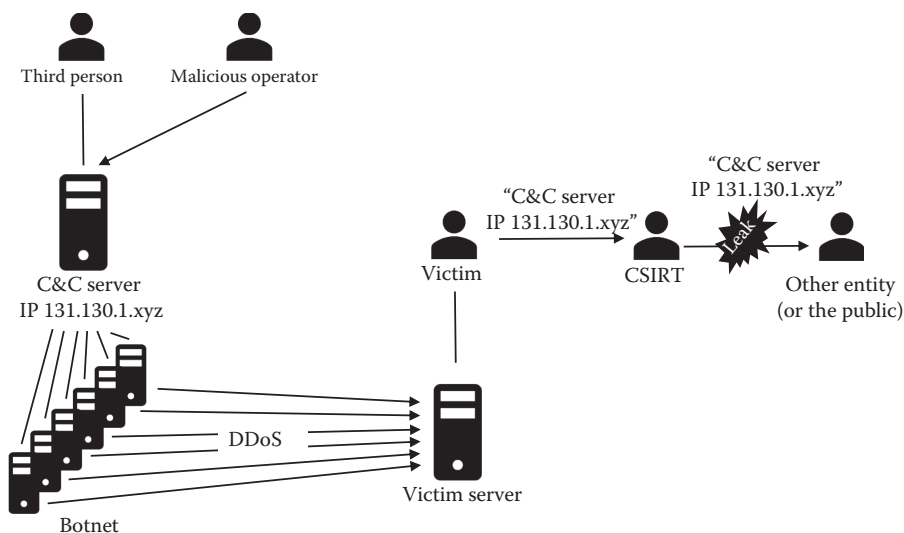 Third person
Malicious operator
C&C server
IP 131.130.1.xyz
Botnet
DDoS
Victim server
Victim
“C&C server
IP 131.130.1.xyz”
CSIRT
“C&C server
IP 131.130.1.xyz”
Leak
Other entity
(or the public)